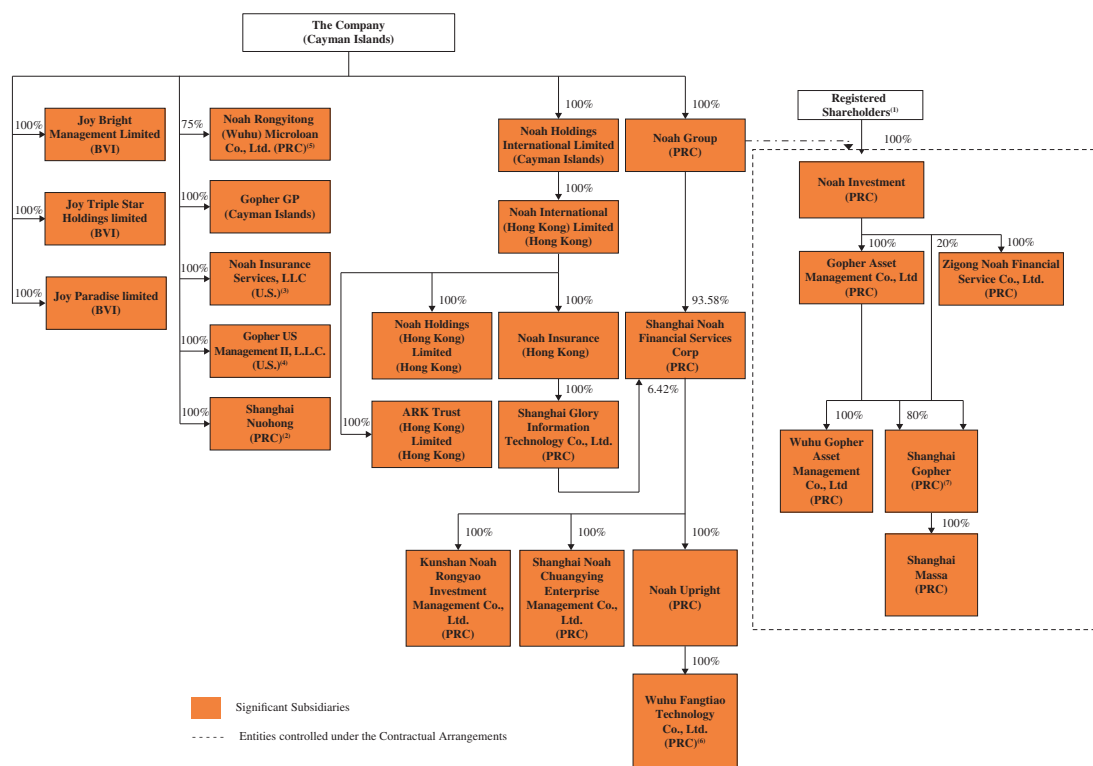 The Company
(Cayman Islands)
100%
Joy Bright
Management Limited
(BVI)
100%
Joy Triple Star
Holdings limited
(BVI)
100%
Joy Paradise limited
(BVI)
75%
Noah Rongyitong
(Wuhu) Microloan
Co., Ltd. (PRC)(5)
100%
Gopher GP
(Cayman Islands)
100%
Noah Insurance
Services, LLC
(U.S.)(3)
100%
Gopher US
Management II, L.L.C.
(U.S.)(4)
100%
Shanghai
Nuohong
(PRC)(2)
100%
Noah Holdings
International Limited
(Cayman Islands)
100%
Noah International
(Hong Kong) Limited
(Hong Kong)
100%
Noah Holdings
(Hong Kong)
Limited
(Hong Kong)
100%
Noah Insurance
(Hong Kong)
100%
ARK Trust
(Hong Kong)
Limited
(Hong Kong)
100%
Shanghai Glory
Information
Technology Co., Ltd.
(PRC)
100%
Noah Group
(PRC)
93.58%
Shanghai Noah
Financial Services
Corp
(PRC)
6.42%
100%
Kunshan Noah
Rongyao
Investment
Management Co.,
Ltd.
(PRC)
100%
Shanghai Noah
Chuangying
Enterprise
Management Co.,
Ltd.
(PRC)
100%
Noah Upright
(PRC)
100%
Wuhu Fangtiao
Technology
Co., Ltd.
(PRC)(6)
Registered
Shareholders(1)
100%
Noah Investment
(PRC)
100%
Gopher Asset
Management Co., Ltd
(PRC)
20%
100%
Zigong Noah Financial
Service Co., Ltd.
(PRC)
100%
Wuhu Gopher
Asset
Management
Co., Ltd
(PRC)
80%
Shanghai
Gopher
(PRC)(7)
100%
Shanghai
Massa
(PRC)
Significant Subsidiaries
Entities controlled under the Contractual Arrangements